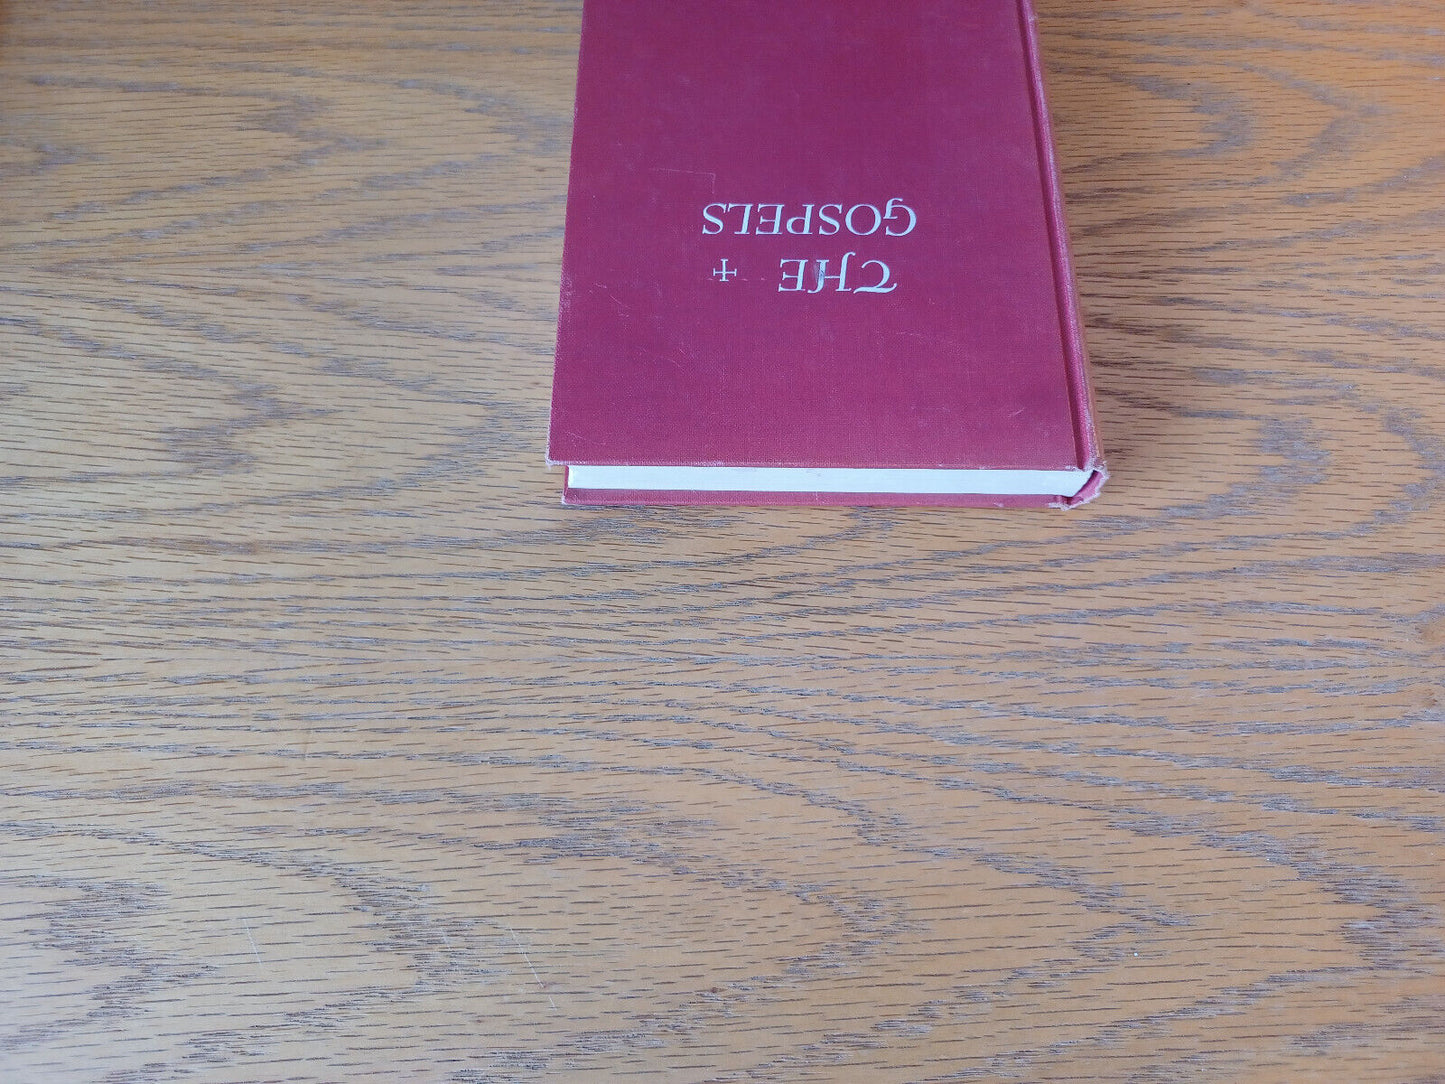 THE +
GOSPELS